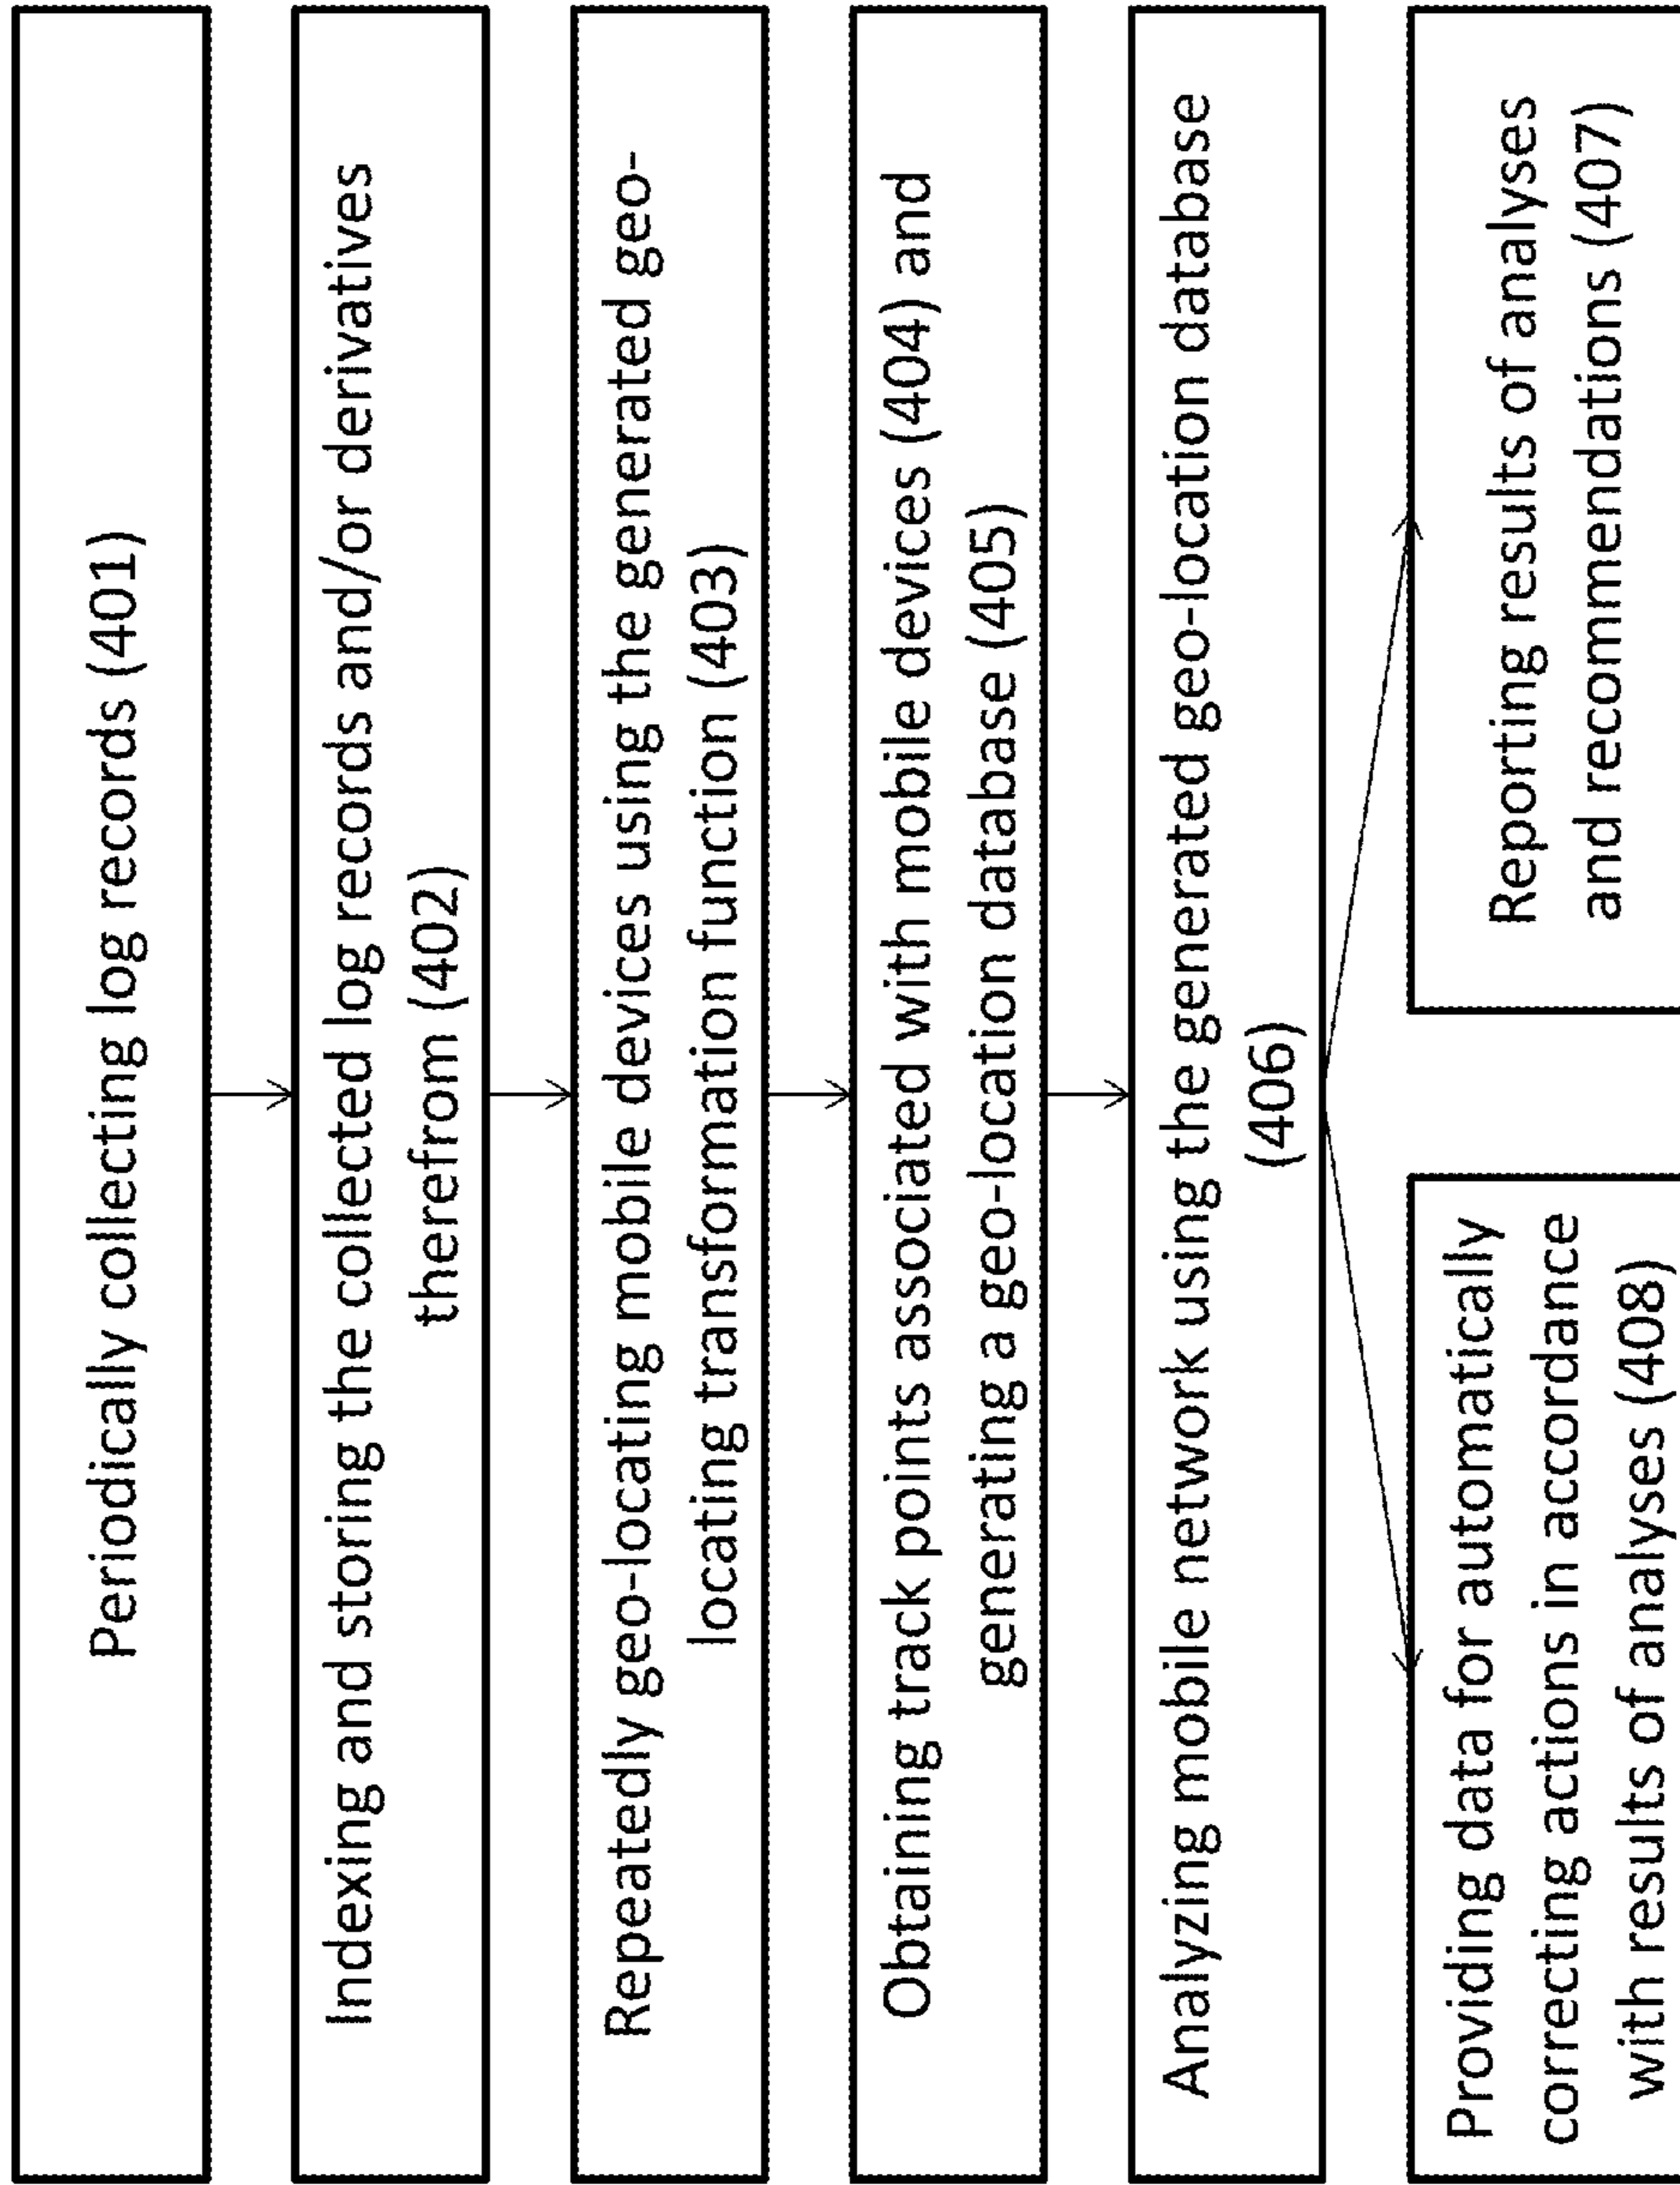 Periodically collecting log records (401)
Indexing and storing the collected log records and/or derivatives
therefrom (402)
Repeatedly geo-locating mobile devices using the generated geo-
locating transformation function (403)
Obtaining track points associated with mobile devices (404) and
generating a geo-location database (405)
Analyzing mobile network using the generated geo-location database
(406)
Providing data for automatically
correcting actions in accordance
with results of analyses (408)
Reporting results of analyses
and recommendations (407)